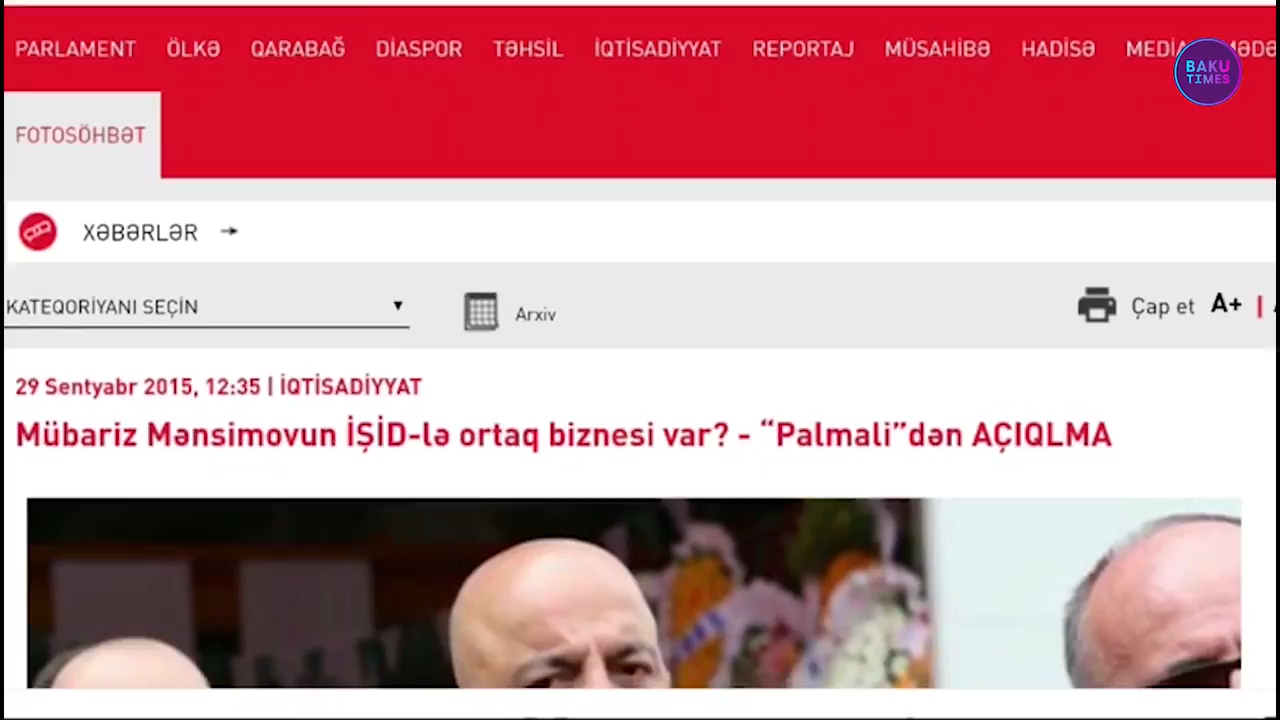 PARLAMENT ÖLKƏ QARABAĞ DİASPOR TƏHSİL İQTİSADİYYAT REPORTAJ MÜSAHİBƏ HADİSƏ
BAKU
TIMES
FOTOSÖHBƏT
XƏBƏRLƏR
KATEQORİYANI SEÇİN
Arxiv
Çap et A+ |
29 Sentyabr 2015, 12:35 | İQTİSADİYYAT
Mübariz Mənsimovun İŞİD-lə ortaq biznesi var? - “Palmali”dən AÇIQLMA